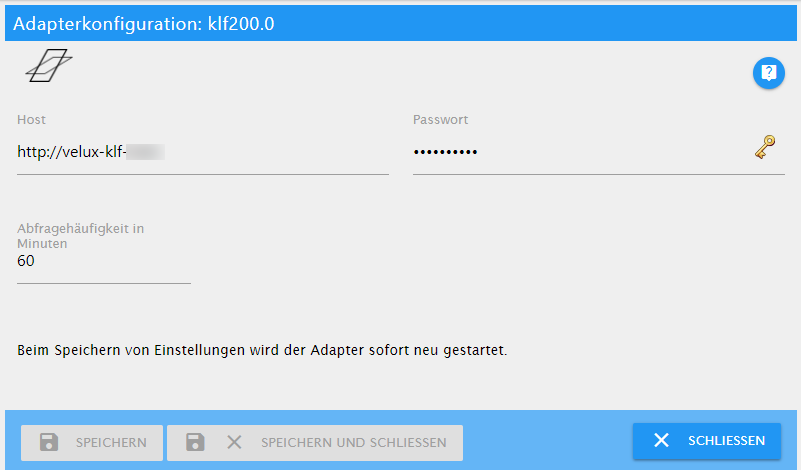 Adapterkonfiguration: klf200.0
Host
Passwort
http://velux-klf-
••••••••••
Abfragehäufigkeit in
Minuten
60
Beim Speichern von Einstellungen wird der Adapter sofort neu gestartet.
SPEICHERN
SPEICHERN UND SCHLIESSEN
SCHLIESSEN